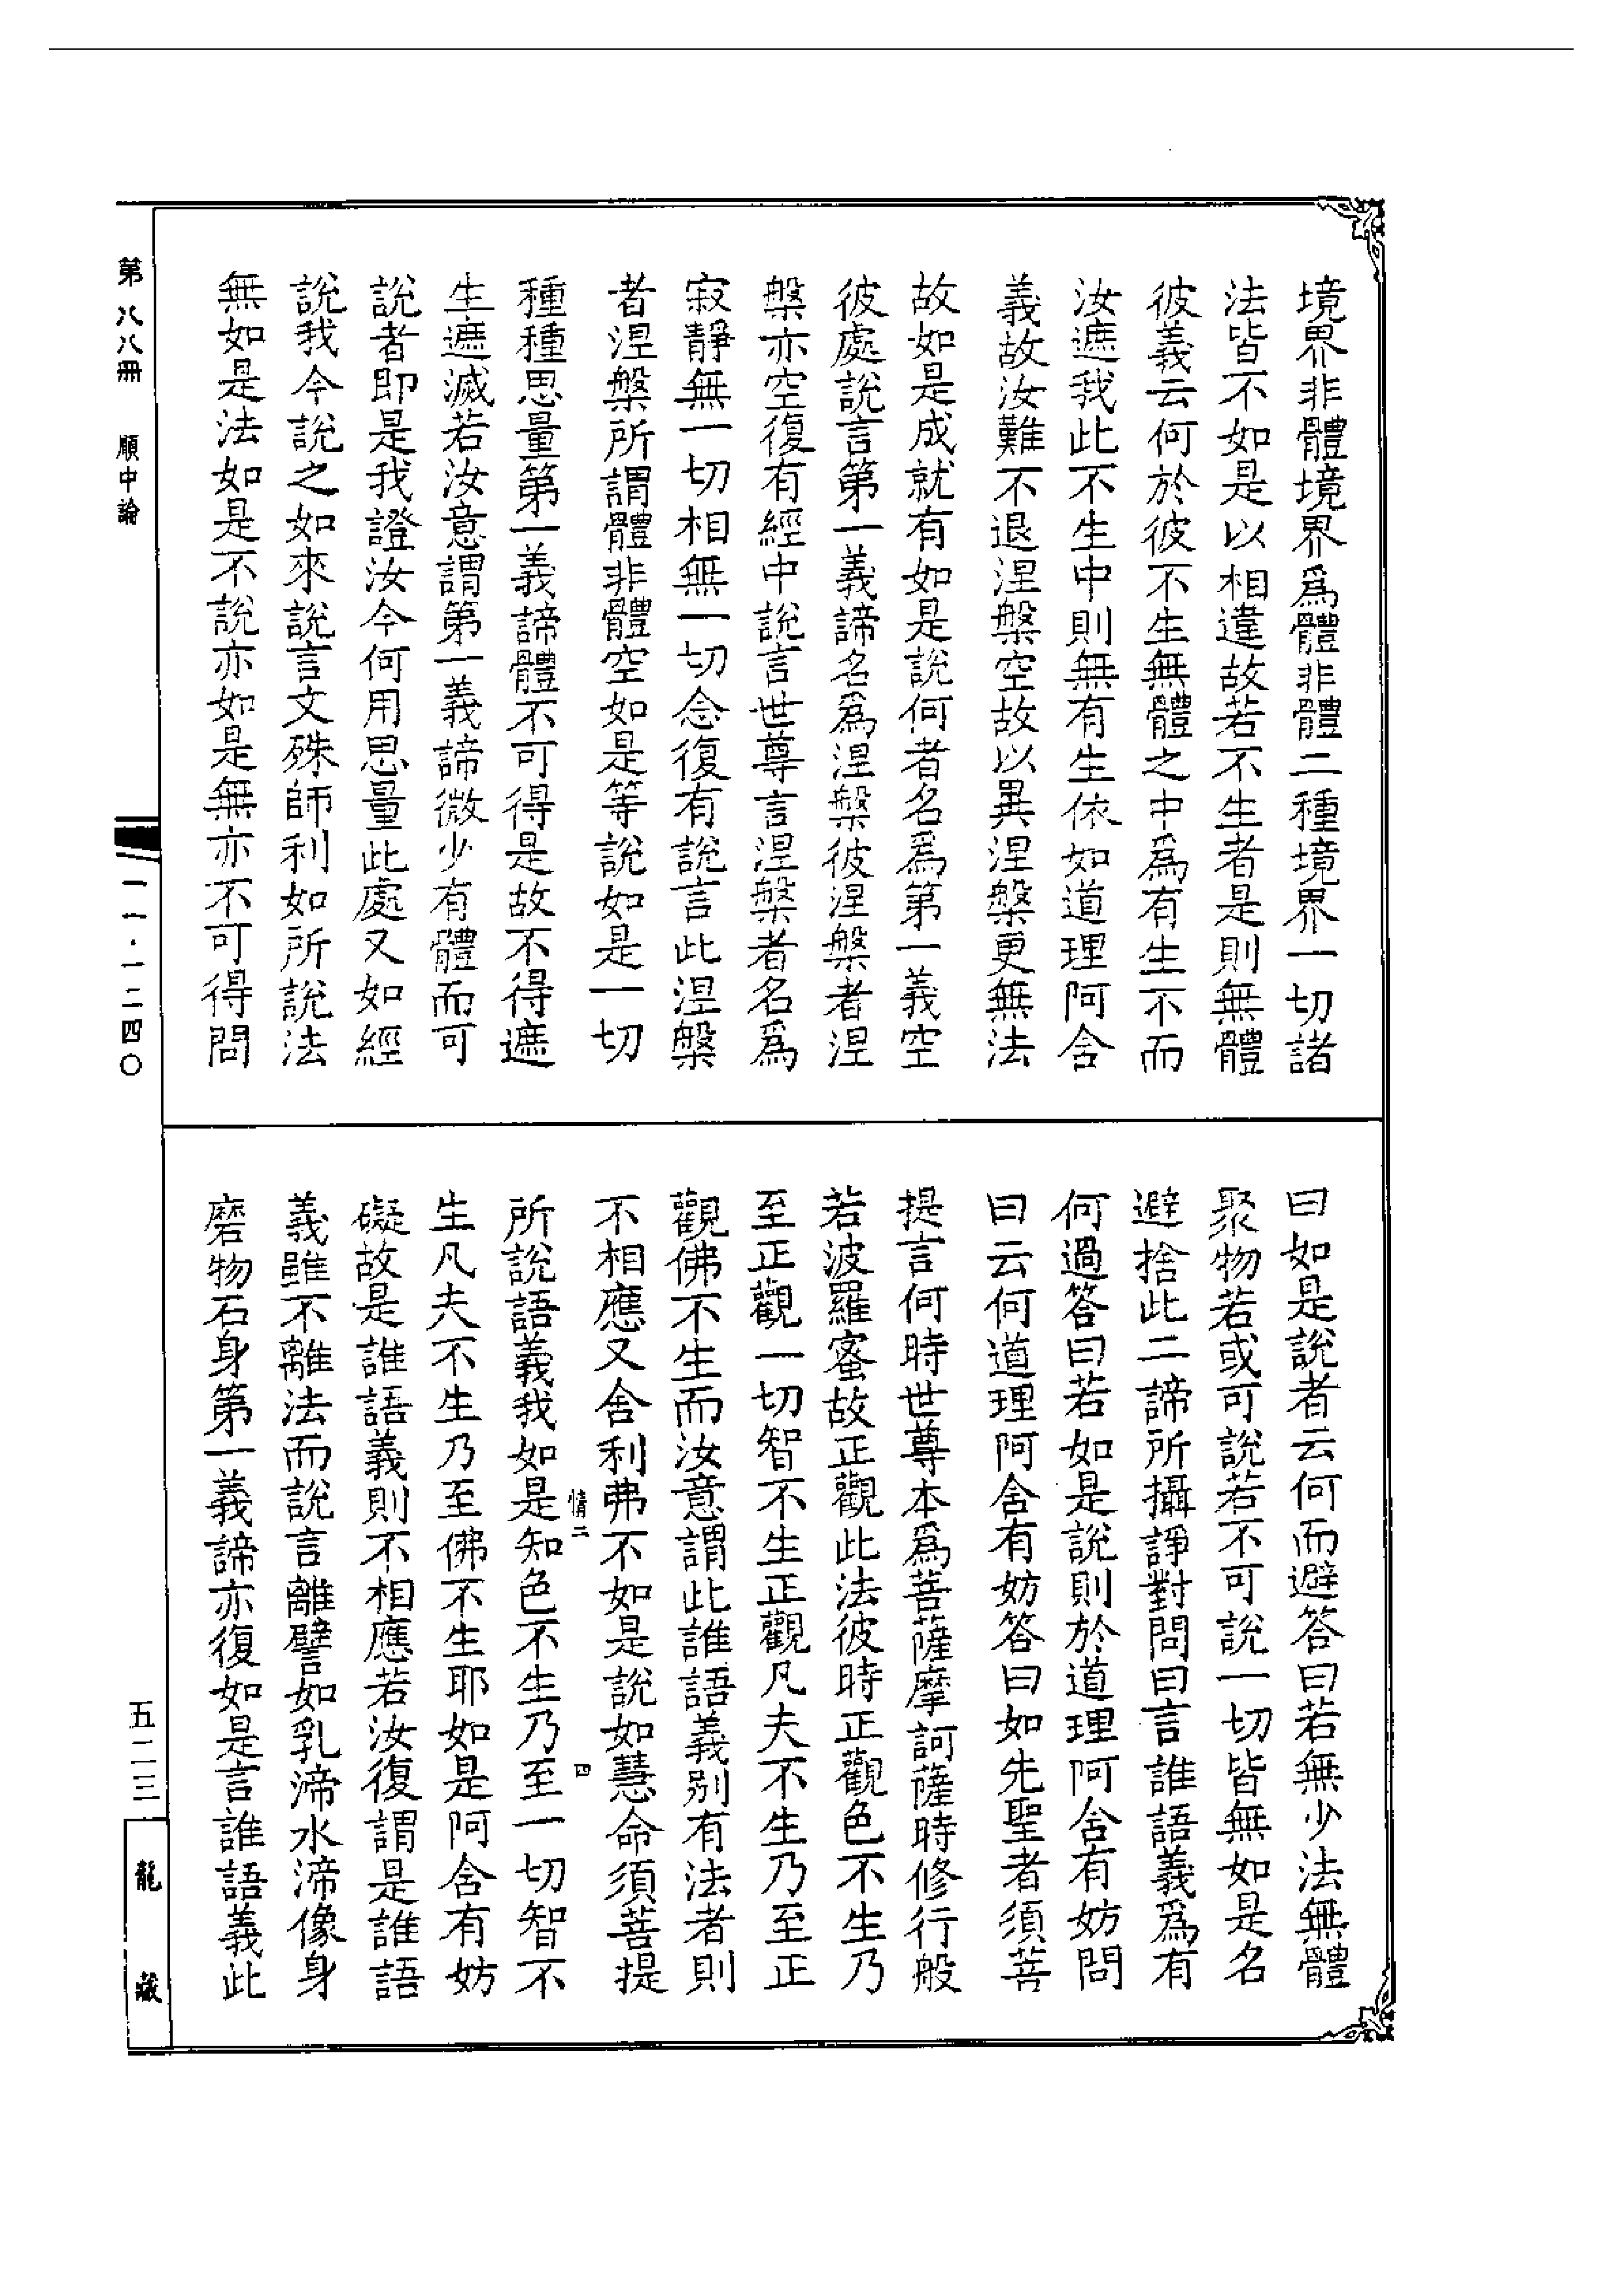 境界非體境界爲體非體二種境界一切諸
法皆不如是以相違故若不生者是則無體
彼義云何於彼不生無體之中爲有生不而
汝遮我此不生中則無有生依如道理阿含
義故汝難不退涅槃空故以異涅槃更無法
故如是成就有如是說何者名爲第一義空
彼處說言第一義諦名爲涅槃彼涅槃者涅
槃亦空復有經中說言世尊言涅槃者名爲
寂靜無一切相無一切念復有說言此涅槃
者涅槃所謂體非體空如是等說如是一切
種種思量第一義諦體不可得是故不得遮
生遮滅若汝意謂第一義諦微少有體而可
說者即是我證汝今何用思量此處又如經
說我今說之如來說言文殊師利如所說法
無如是法如是不說亦如是無亦不可得問
曰如是說者云何而避答曰若無少法無體
聚物若或可說若不可說一切皆無如是名
避捨此二諦所攝諍對問曰言誰語義爲有
何過答曰若如是說則於道理阿含有妨問
曰云何道理阿含有妨答曰如先聖者須菩
提言何時世尊本爲菩薩摩訶薩時修行般
若波羅蜜故正觀此法彼時正觀色不生乃
至正觀一切智不生正觀凡夫不生乃至正
觀佛不生而汝意謂此誰語義別有法者則
不相應又舍利弗不如是說如慧命須菩提
情二
四
所說語義我如是知色不生乃至一切智不
生凡夫不生乃至佛不生耶如是阿含有妨
礙故是誰語義則不相應若汝復謂是誰語
義雖不離法而說言離譬如乳渧水渧像身
磨物石身第一義諦亦復如是言誰語義此
第八八冊
順中論
一一·一二四〇
五二三
龍藏